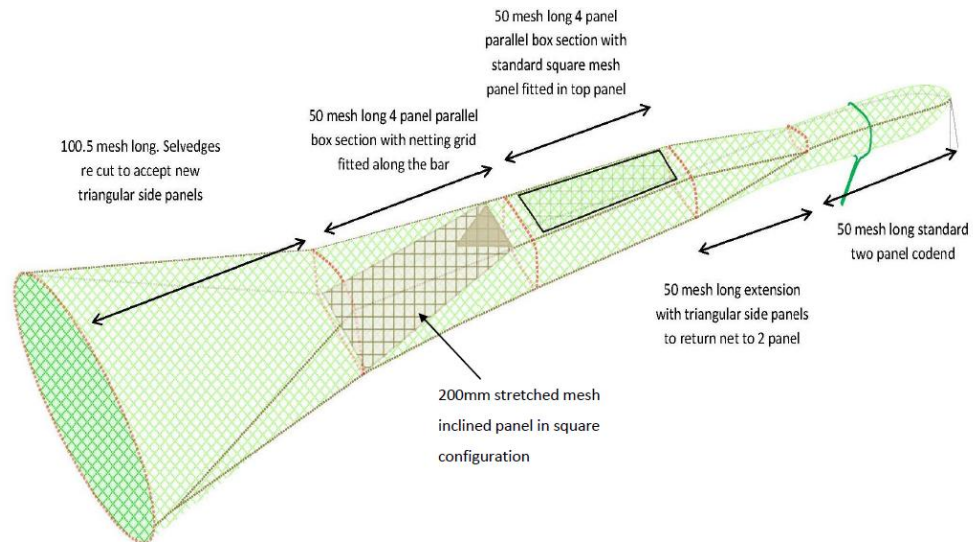 100.5 mesh long. Selvedges
re cut to accept new
triangular side panels
50 mesh long 4 panel parallel
box section with netting grid
fitted along the bar
50 mesh long 4 panel
parallel box section with
standard square mesh
panel fitted in top panel
50 mesh long standard
two panel codend
50 mesh long extension
with triangular side panels
to return net to 2 panel
200mm stretched mesh
inclined panel in square
configuration